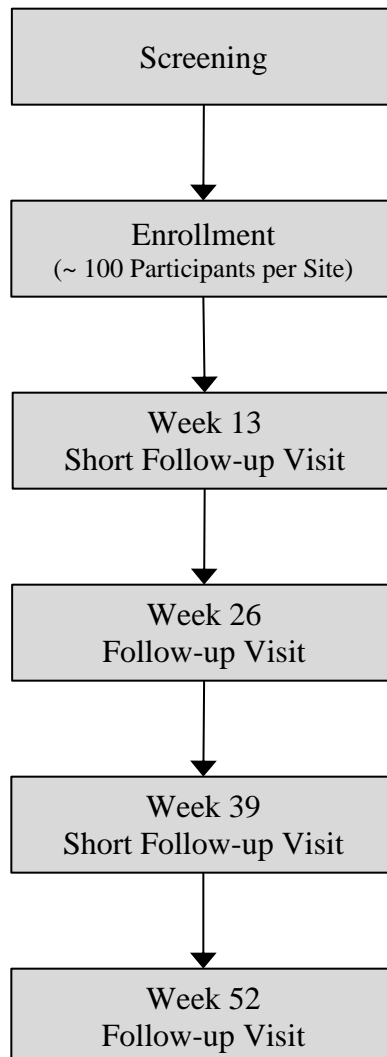 Screening
Enrollment
(~ 100 Participants per Site)
Week 13
Short Follow-up Visit
Week 26
Follow-up Visit
Week 39
Short Follow-up Visit
Week 52
Follow-up Visit